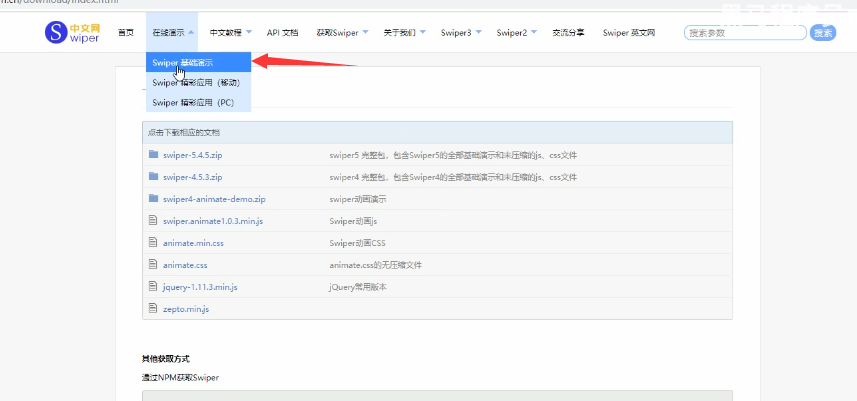 n.cn/download/index.html
S 中文网 wiper 首页 在线演示 中文教程 API 文档 获取Swiper 关于我们 Swiper3 Swiper2 交流分享 Swiper 英文网 搜索参数 搜索
Swiper 基础演示
Swiper 精彩应用（移动）
Swiper 精彩应用（PC）
点击下载相应的文档
swiper-5.4.5.zip swiper5 完整包，包含Swiper5的全部基础演示和未压缩的js、css文件
swiper-4.5.3.zip swiper4 完整包，包含Swiper4的全部基础演示和未压缩的js、css文件
swiper4-animate-demo.zip swiper动画演示
swiper.animate1.0.3.min.js Swiper动画js
animate.min.css Swiper动画CSS
animate.css animate.css的无压缩文件
jquery-1.11.3.min.js jQuery常用版本
zepto.min.js
其他获取方式
通过NPM获取Swiper